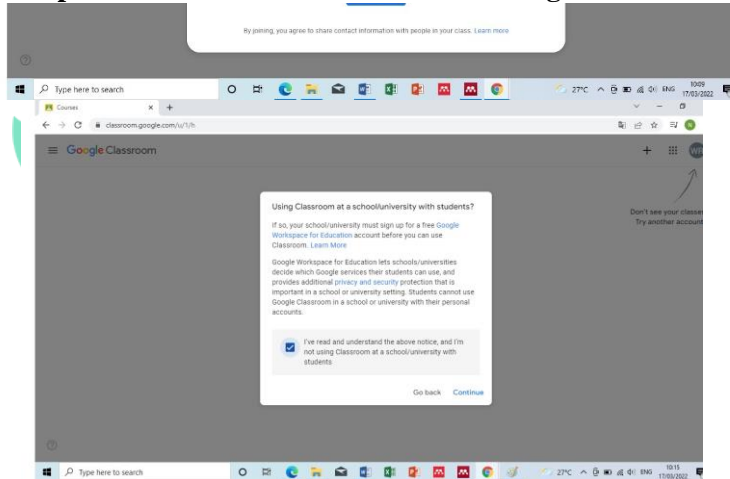 By joining, you agree to share contact information with people in your class. Learn more
Type here to search
27°C
ENG
10:09
17/03/2022
Courses
classroom.google.com/u/1/h
Google Classroom
Don't see your classes
Try another account
Using Classroom at a school/university with students?
If so, your school/university must sign up for a free Google
Workspace for Education account before you can use
Classroom. Learn More
Google Workspace for Education lets schools/universities
decide which Google services their students can use, and
provides additional privacy and security protection that is
important in a school or university setting. Students cannot use
Google Classroom in a school or university with their personal
accounts.
I've read and understand the above notice, and I'm
not using Classroom at a school/university with
students
Go back Continue
Type here to search
27°C
ENG
10:15
17/03/2022